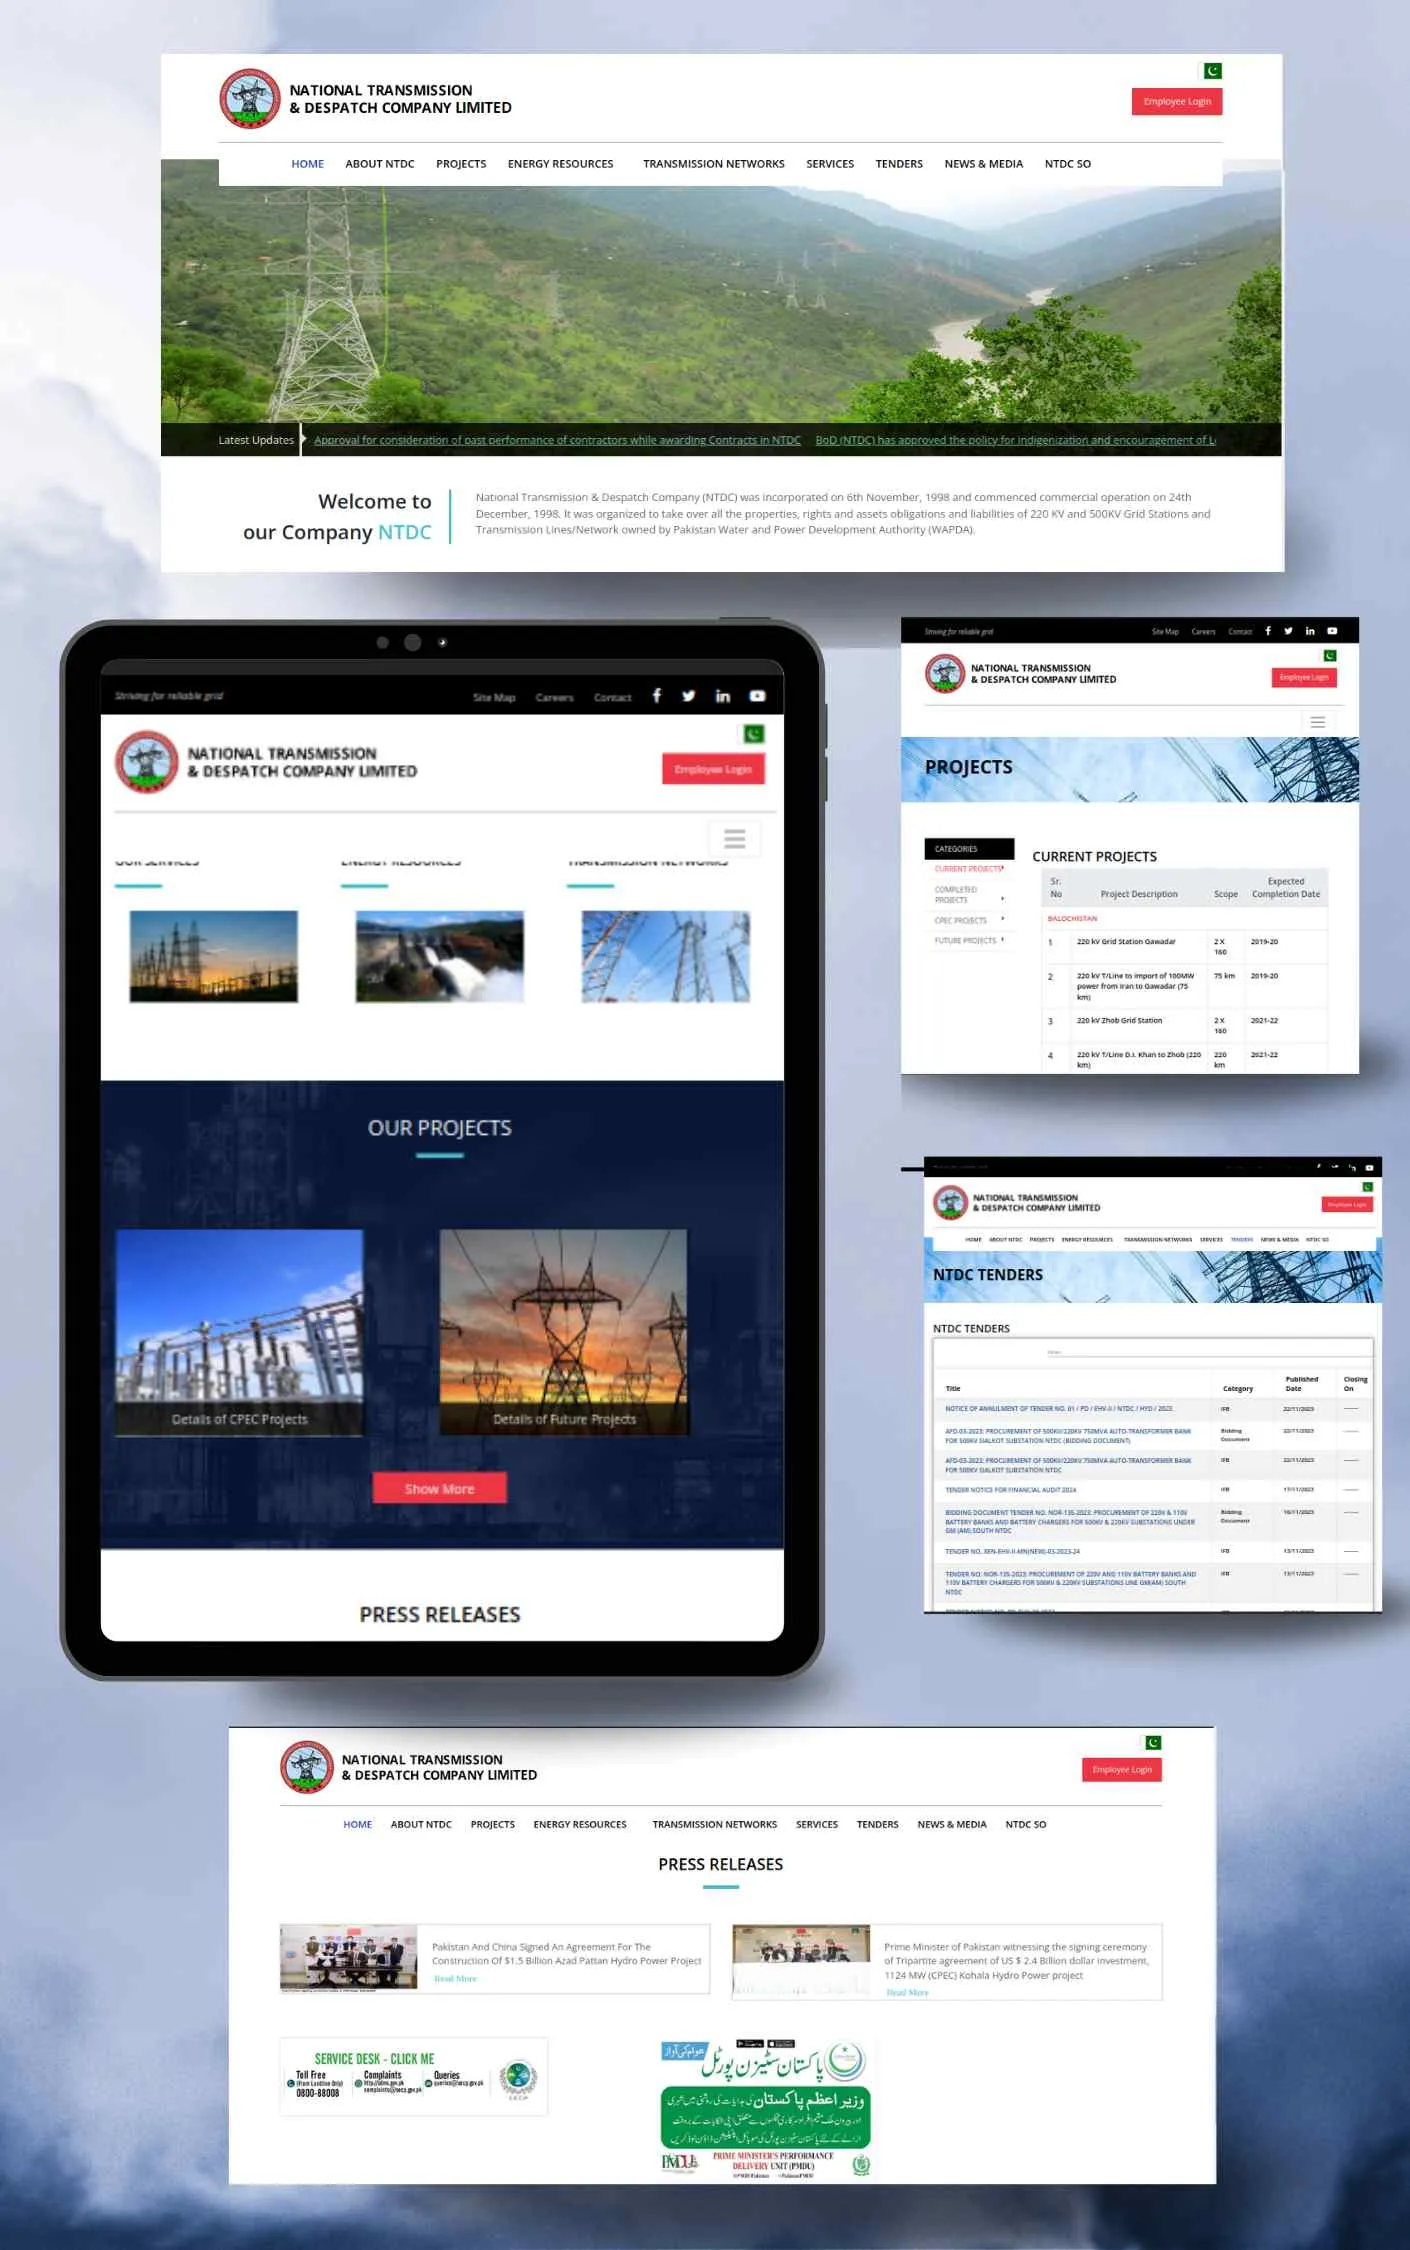 NATIONAL TRANSMISSION
& DESPATCH COMPANY LIMITED
Employee Login
HOME ABOUT NTDC PROJECTS ENERGY RESOURCES TRANSMISSION NETWORKS SERVICES TENDERS NEWS & MEDIA NTDC SO
Latest Updates Approval for consideration of past performance of contractors while awarding Contracts in NTDC BoD (NTDC) has approved the policy for indigenization and encouragement of L
Welcome to
our Company NTDC
National Transmission & Despatch Company (NTDC) was incorporated on 6th November, 1998 and commenced commercial operation on 24th
December, 1998. It was organized to take over all the properties, rights and assets obligations and liabilities of 220 KV and 500KV Grid Stations and
Transmission Lines/Network owned by Pakistan Water and Power Development Authority (WAPDA).
Striving for reliable grid Site Map Careers Contact
NATIONAL TRANSMISSION
& DESPATCH COMPANY LIMITED
Employee Login
OUR SERVICES ENERGY RESOURCES TRANSMISSION NETWORKS
OUR PROJECTS
Details of CPEC Projects Details of Future Projects
Show More
PRESS RELEASES
Striving for reliable grid Site Map Careers Contact
NATIONAL TRANSMISSION
& DESPATCH COMPANY LIMITED
Employee Login
PROJECTS
CATEGORIES
CURRENT PROJECTS
COMPLETED
PROJECTS
CPEC PROJECTS
FUTURE PROJECTS
CURRENT PROJECTS
Sr. No Project Description Scope Expected Completion Date
BALOCHISTAN
1 220 kV Grid Station Gawadar 2 X 160 2019-20
2 220 kV T/Line to import of 100MW 75 km 2019-20
power from Iran to Gawadar (75
km)
3 220 kV Zhob Grid Station 2 X 160 2021-22
4 220 kV T/Line D.I. Khan to Zhob (220 220 2021-22
km) km
NATIONAL TRANSMISSION
& DESPATCH COMPANY LIMITED
Employee Login
HOME ABOUT NTDC PROJECTS ENERGY RESOURCES TRANSMISSION NETWORKS SERVICES TENDERS NEWS & MEDIA NTDC SO
NTDC TENDERS
NTDC TENDERS
Title Category Published Date Closing On
NOTICE OF ANNULMENT OF TENDER NO. 01 / PD / EHV-II / NTDC / HYD / 2023 IFB 22/11/2023
AFD-03-2023: PROCUREMENT OF 500KV/220KV 750MVA AUTO-TRANSFORMER BANK Bidding 22/11/2023
FOR 500KV SIALKOT SUBSTATION NTDC (BIDDING DOCUMENT) Document
AFD-03-2023: PROCUREMENT OF 500KV/220KV 750MVA AUTO-TRANSFORMER BANK IFB 22/11/2023
FOR 500KV SIALKOT SUBSTATION NTDC
TENDER NOTICE FOR FINANCIAL AUDIT 2024 IFB 17/11/2023
BIDDING DOCUMENT TENDER NO. NOR-135-2023: PROCUREMENT OF 220V & 110V Bidding 16/11/2023
BATTERY BANKS AND BATTERY CHARGERS FOR 500KV & 220KV SUBSTATIONS UNDER Document
GM (AM) SOUTH NTDC
TENDER NO. XEN-EHV-II-MN(NEW)-03-2023-24 IFB 13/11/2023
TENDER NO. NOR-135-2023: PROCUREMENT OF 220V AND 110V BATTERY BANKS AND IFB 13/11/2023
110V BATTERY CHARGERS FOR 500KV & 220KV SUBSTATIONS UNE GM(AM) SOUTH
NTDC
NATIONAL TRANSMISSION
& DESPATCH COMPANY LIMITED
Employee Login
HOME ABOUT NTDC PROJECTS ENERGY RESOURCES TRANSMISSION NETWORKS SERVICES TENDERS NEWS & MEDIA NTDC SO
PRESS RELEASES
Pakistan And China Signed An Agreement For The
Construction Of $1.5 Billion Azad Pattan Hydro Power Project
Read More
Prime Minister of Pakistan witnessing the signing ceremony
of Tripartite agreement of US $ 2.4 Billion dollar investment,
1124 MW (CPEC) Kohala Hydro Power project
Read More
SERVICE DESK - CLICK ME
Toll Free Complaints Queries
(From Landline Only) http://sdms.secp.gov.pk queries@secp.gov.pk
0800-88008 complaints@secp.gov.pk
S.E.C.P
عوام کی آواز
پاکستان سٹیزن پورٹل
وزیر اعظم پاکستان کی ہدایات کی روشنی میں شہری
PRIME MINISTER'S PERFORMANCE
PMDU DELIVERY UNIT (PMDU)